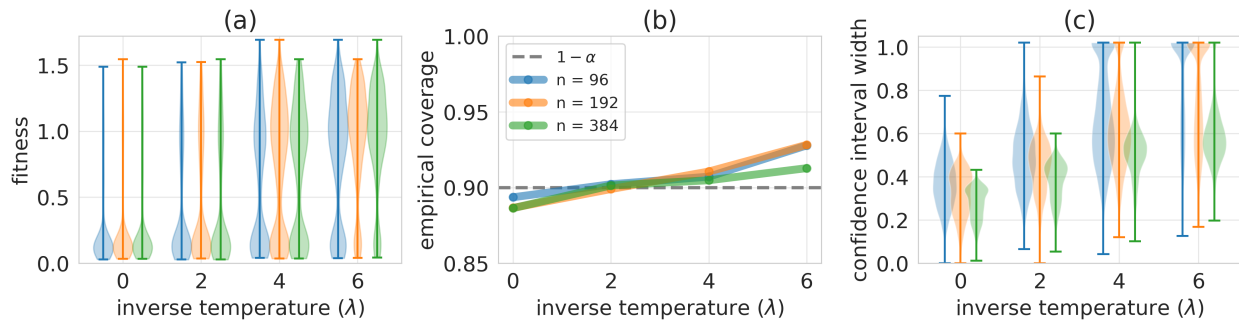 (a)
fitness
1.5
1.0
0.5
0.0
0 2 4 6
inverse temperature (λ)
(b)
empirical coverage
1.00
0.95
0.90
0.85
1 − α
n = 96
n = 192
n = 384
0 2 4 6
inverse temperature (λ)
(c)
confidence interval width
1.0
0.8
0.6
0.4
0.2
0.0
0 2 4 6
inverse temperature (λ)